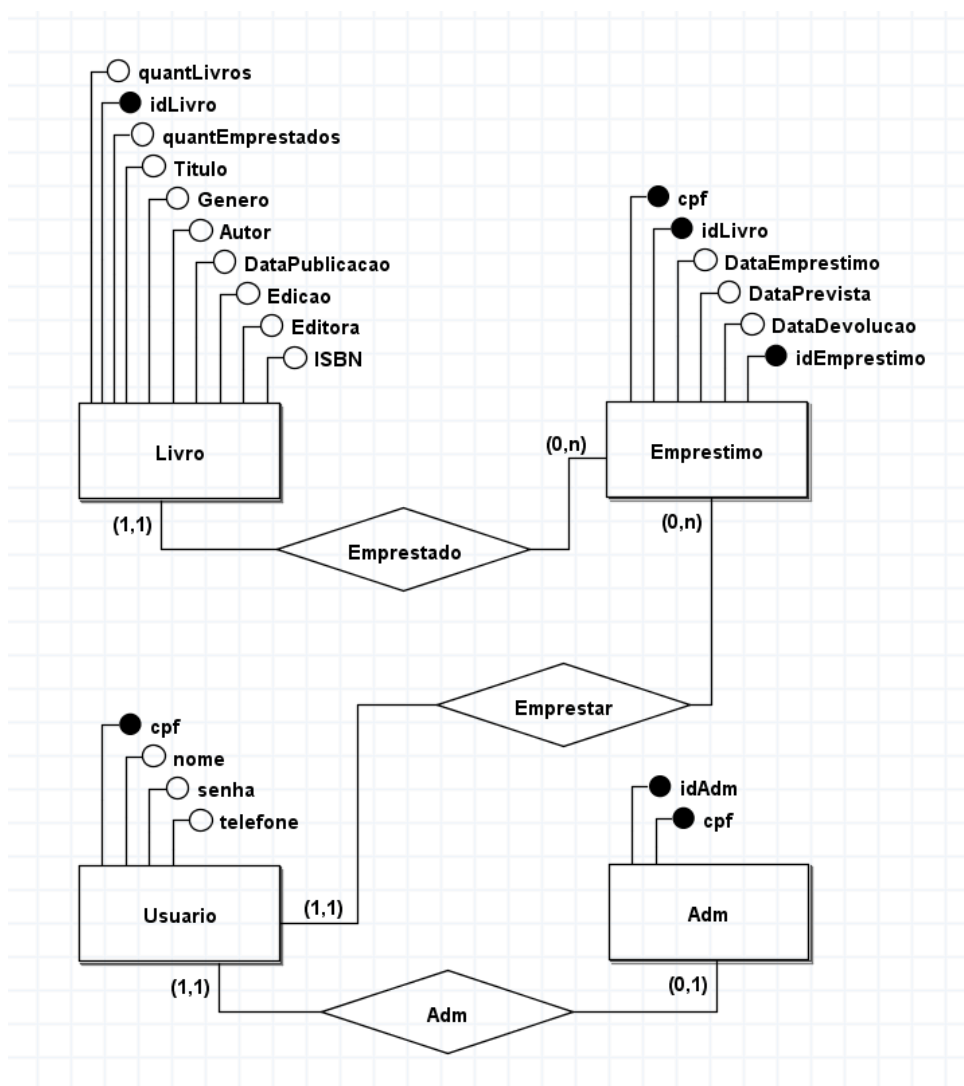 quantLivros
idLivro
quantEmprestados
Titulo
Genero
Autor
DataPublicacao
Edicao
Editora
ISBN
Livro
(1,1)
cpf
idLivro
DataEmprestimo
DataPrevista
DataDevolucao
idEmprestimo
(0,n)
Emprestimo
(0,n)
Emprestado
Emprestar
cpf
nome
senha
telefone
Usuario
(1,1)
(1,1)
idAdm
cpf
Adm
(0,1)
Adm